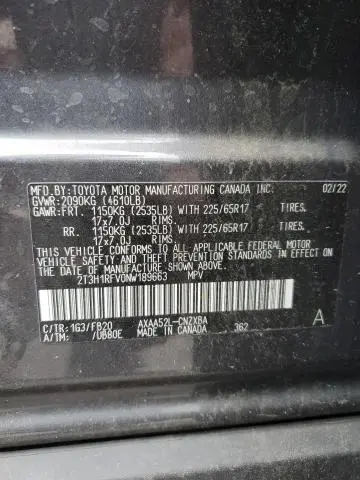 MFD.BY:TOYOTA MOTOR MANUFACTURING CANADA INC. 02/22
GVWR:2090KG (4610LB)
GAWR:FRT. 1150KG (2535LB) WITH 225/65R17 TIRES.
17x7.0J RIMS.
RR. 1150KG (2535LB) WITH 225/65R17 TIRES.
17x7.0J RIMS.
THIS VEHICLE CONFORMS TO ALL APPLICABLE FEDERAL MOTOR
VEHICLE SAFETY AND THEFT PREVENTION STANDARDS IN
EFFECT ON THE DATE OF MANUFACTURE SHOWN ABOVE.
2T3H1RFV0NW189663 MPV
C/TR:1G3/FB20 AXAA52L-CNZXBA A
A/TM: /UB80E MADE IN CANADA 362